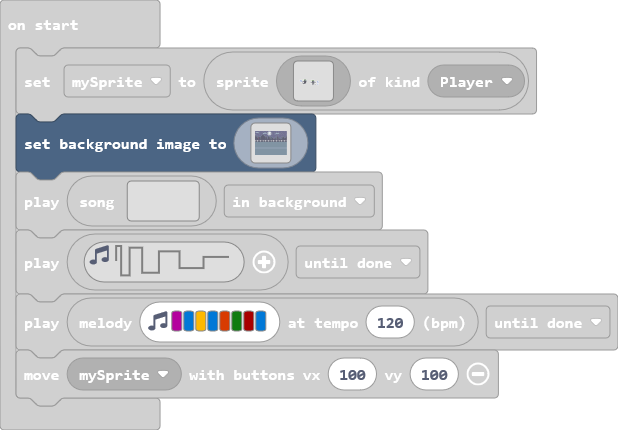 on start
set mySprite to sprite of kind Player
set background image to
play song in background
play until done
play melody at tempo 120 (bpm) until done
move mySprite with buttons vx 100 vy 100